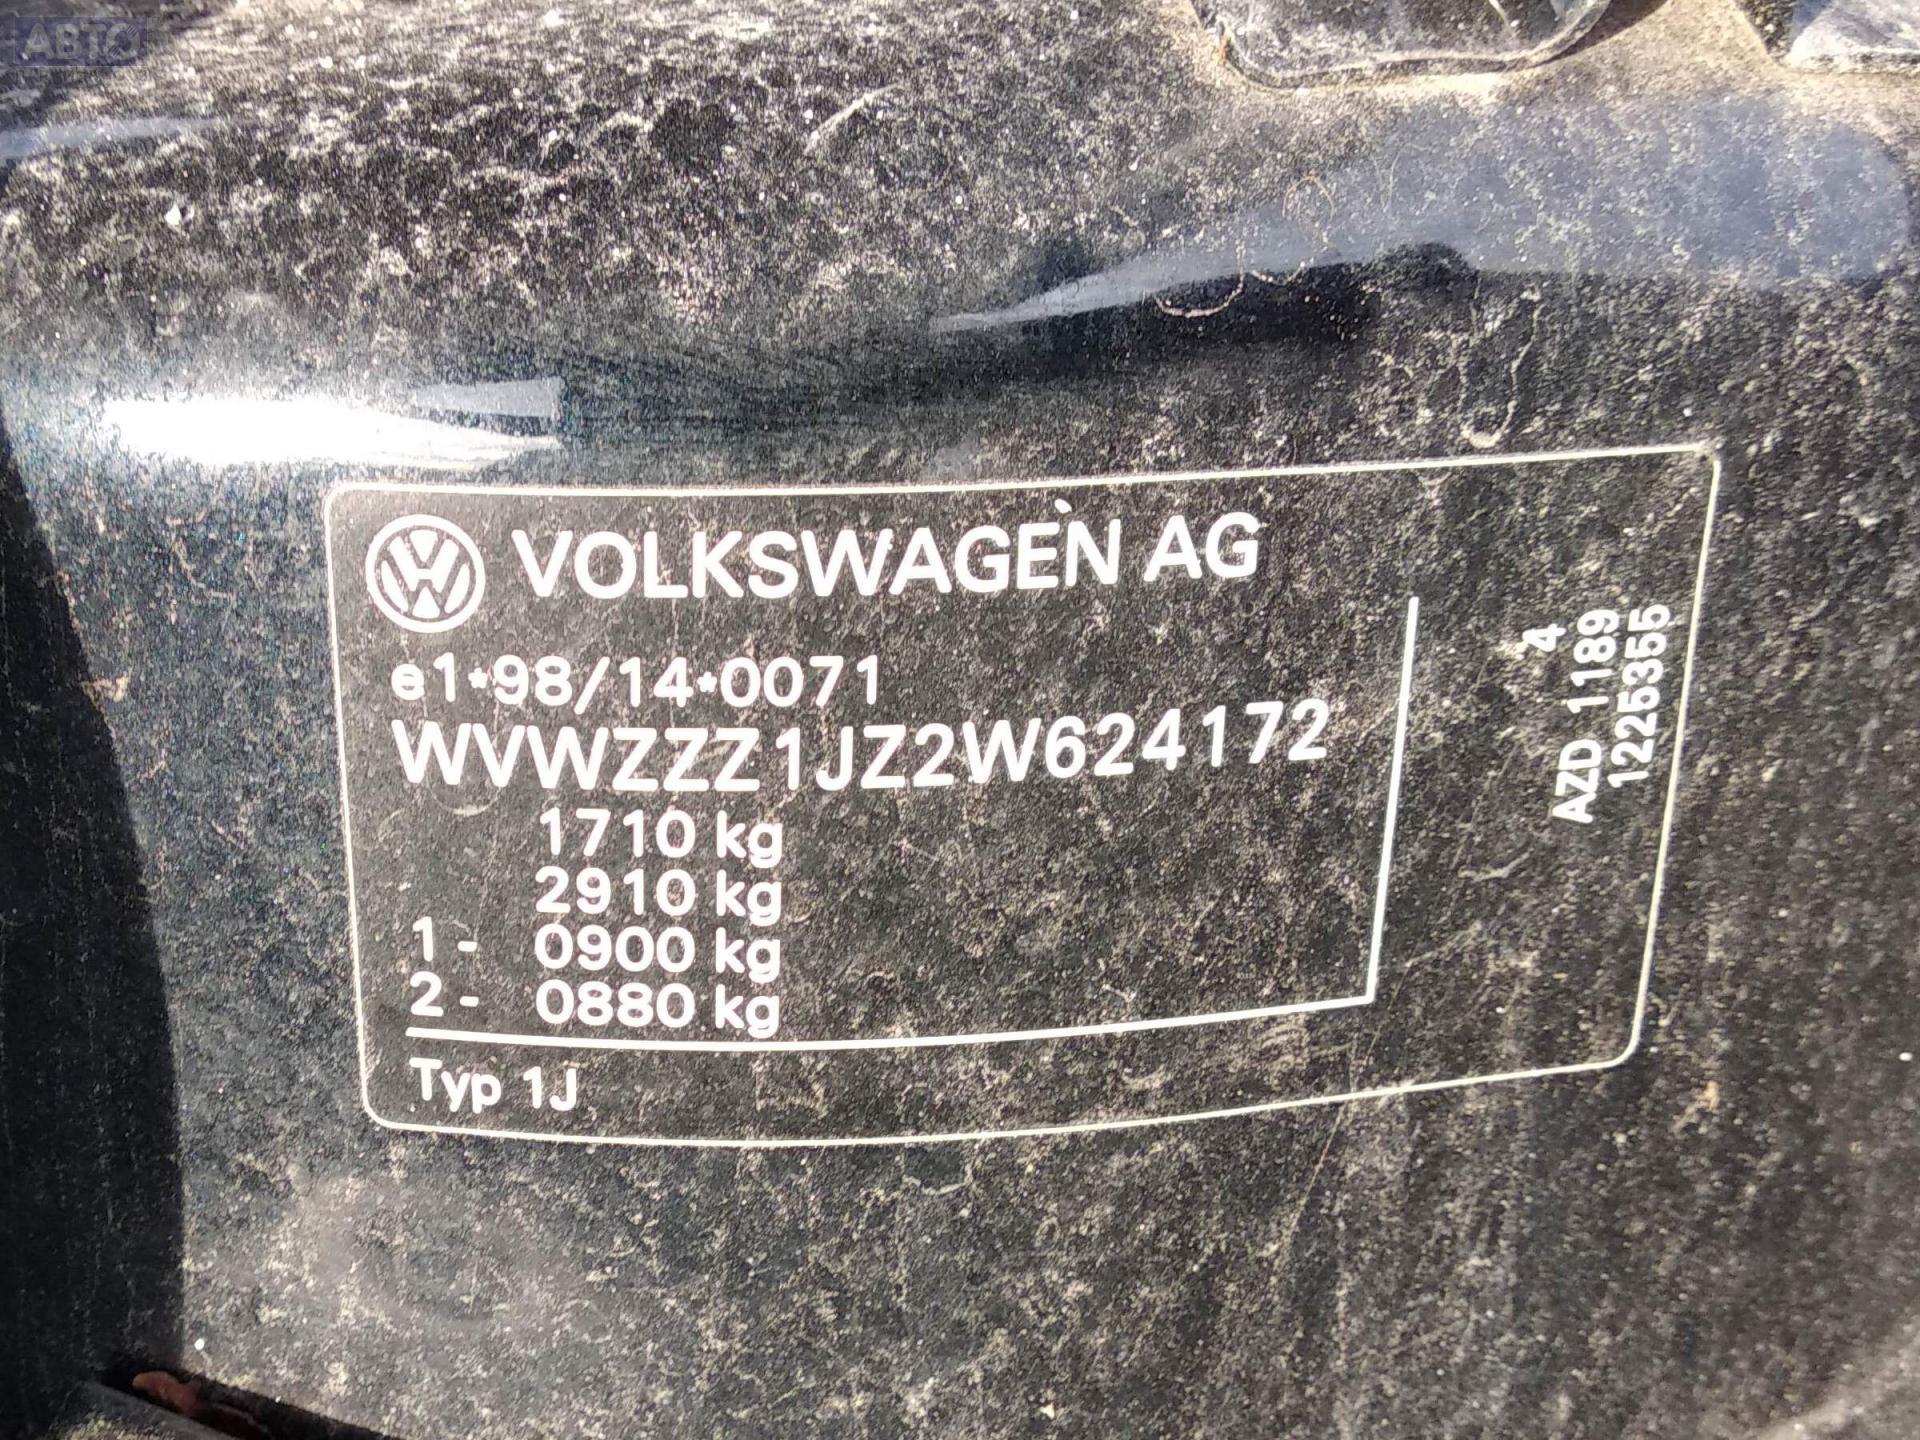 АВТО
VOLKSWAGEN AG
e1*98/14*0071
WVWZZZ1JZ2W624172
1710 kg
2910 kg
1- 0900 kg
2- 0880 kg
Typ 1J
4
AZD 1189
1225355